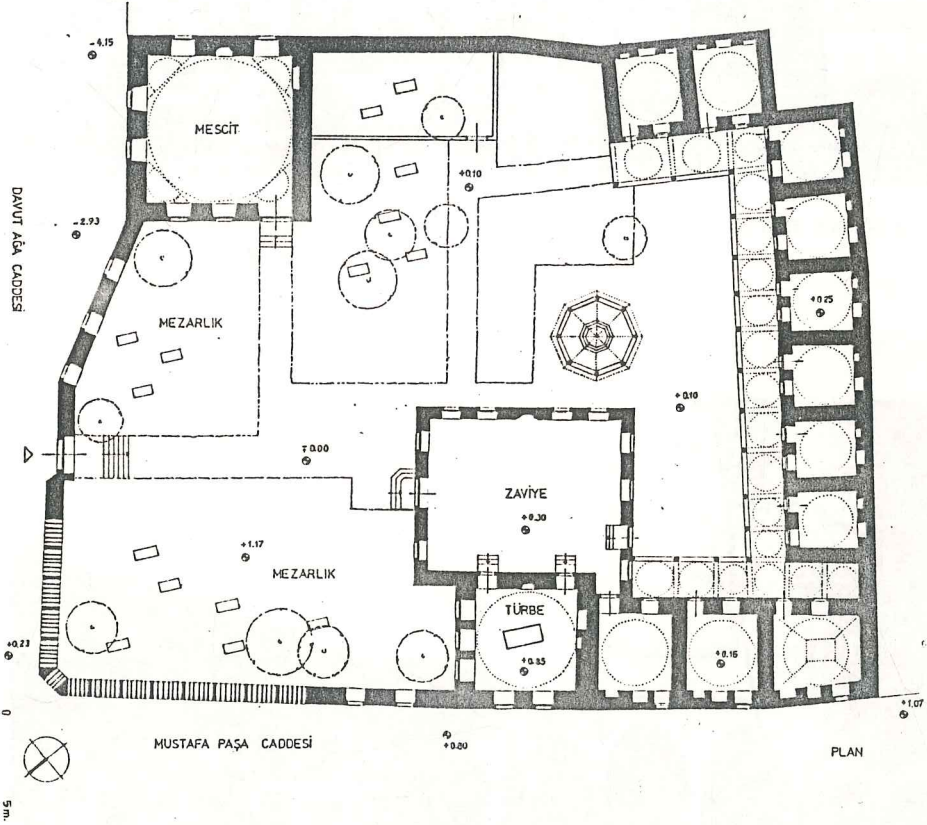 -4.15
MESCİT
+0.10
-2.93
DAVUT AĞA CADDESİ
MEZARLIK
+0.25
+0.10
∓0.00
ZAVİYE
+0.30
+1.17
MEZARLIK
TÜRBE
+0.35
+0.15
+0.23
+1.07
+0.80
MUSTAFA PAŞA CADDESİ
PLAN
0
5m.